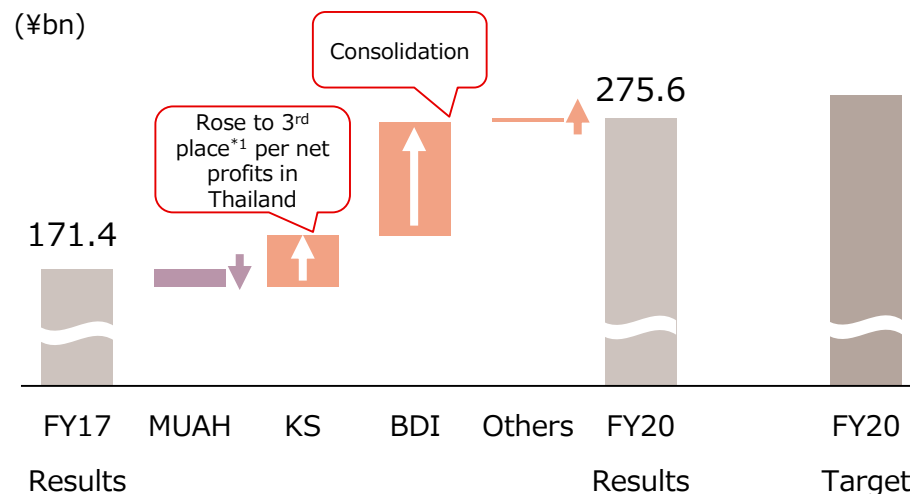 (¥bn)
Consolidation
275.6
Rose to 3rd
place*1 per net
profits in
Thailand
171.4
FY17 MUAH KS BDI Others FY20 FY20
Results Results Target